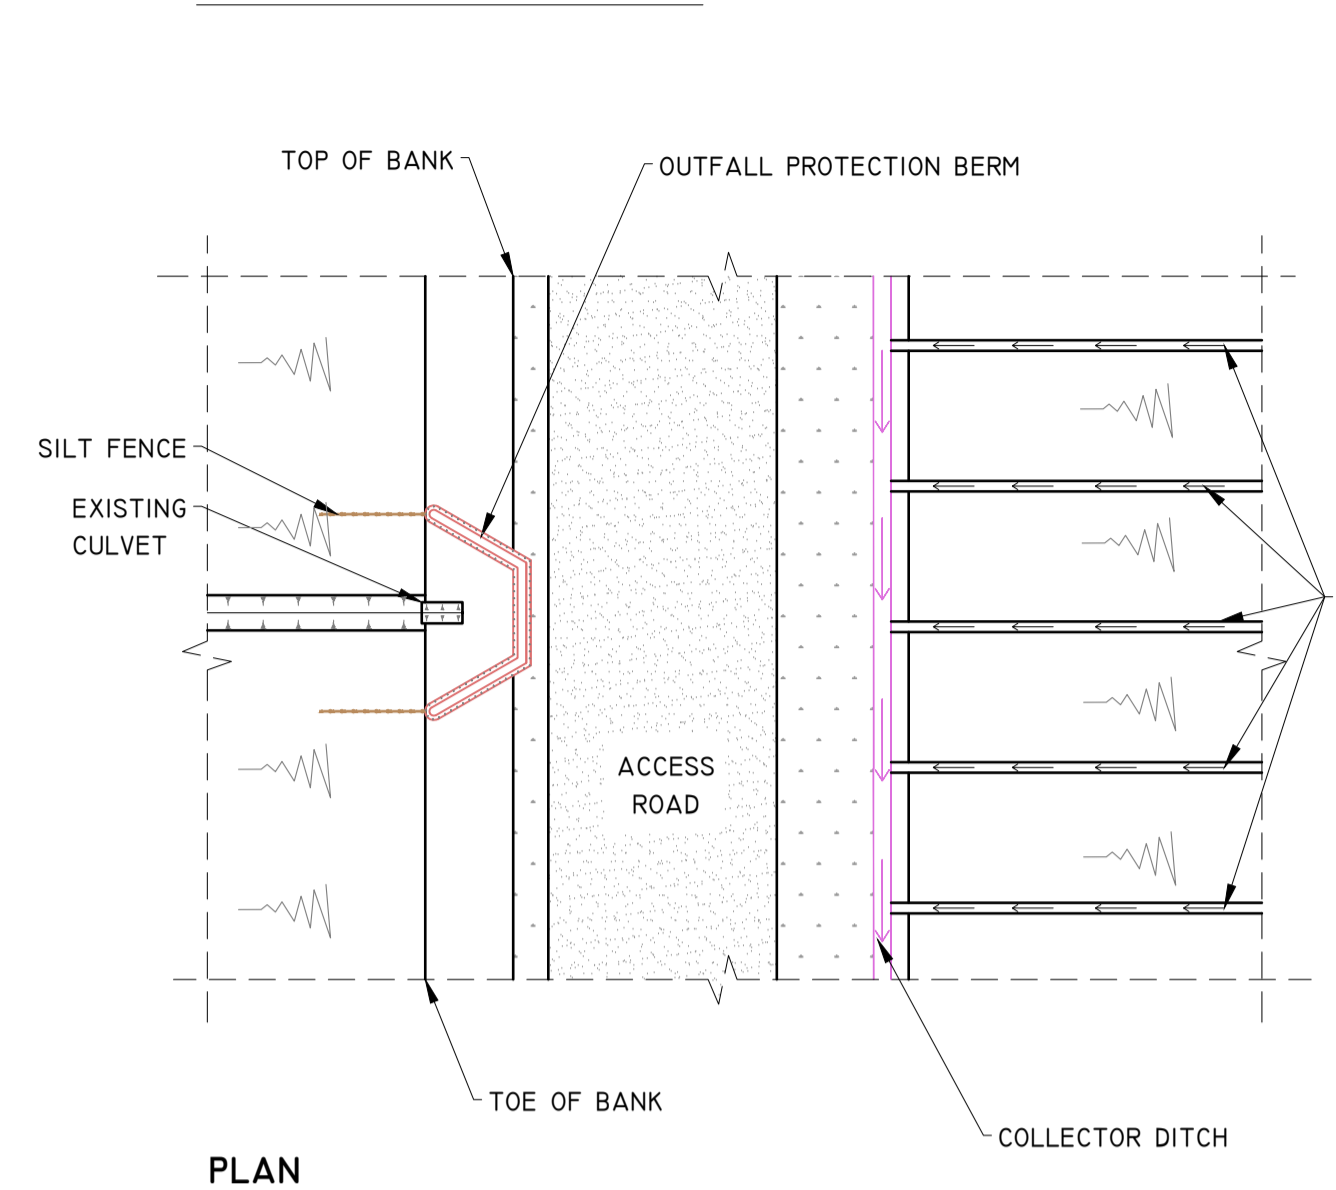 TOP OF BANK
OUTFALL PROTECTION BERM
SILT FENCE
EXISTING
CULVET
ACCESS
ROAD
TOE OF BANK
COLLECTOR DITCH
PLAN